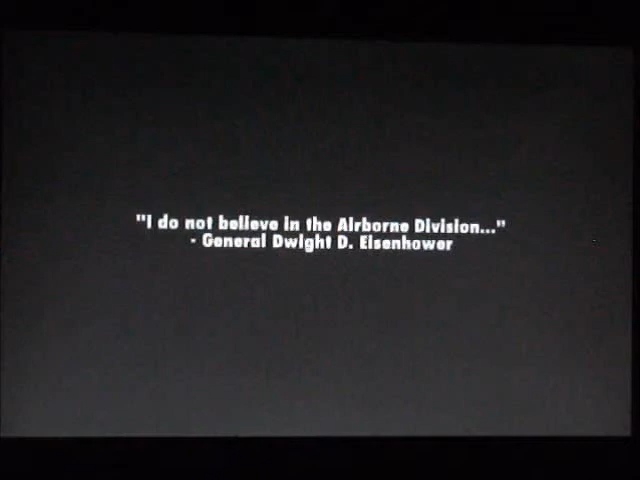 "I do not believe in the Airborne Division..."
- General Dwight D. Eisenhower